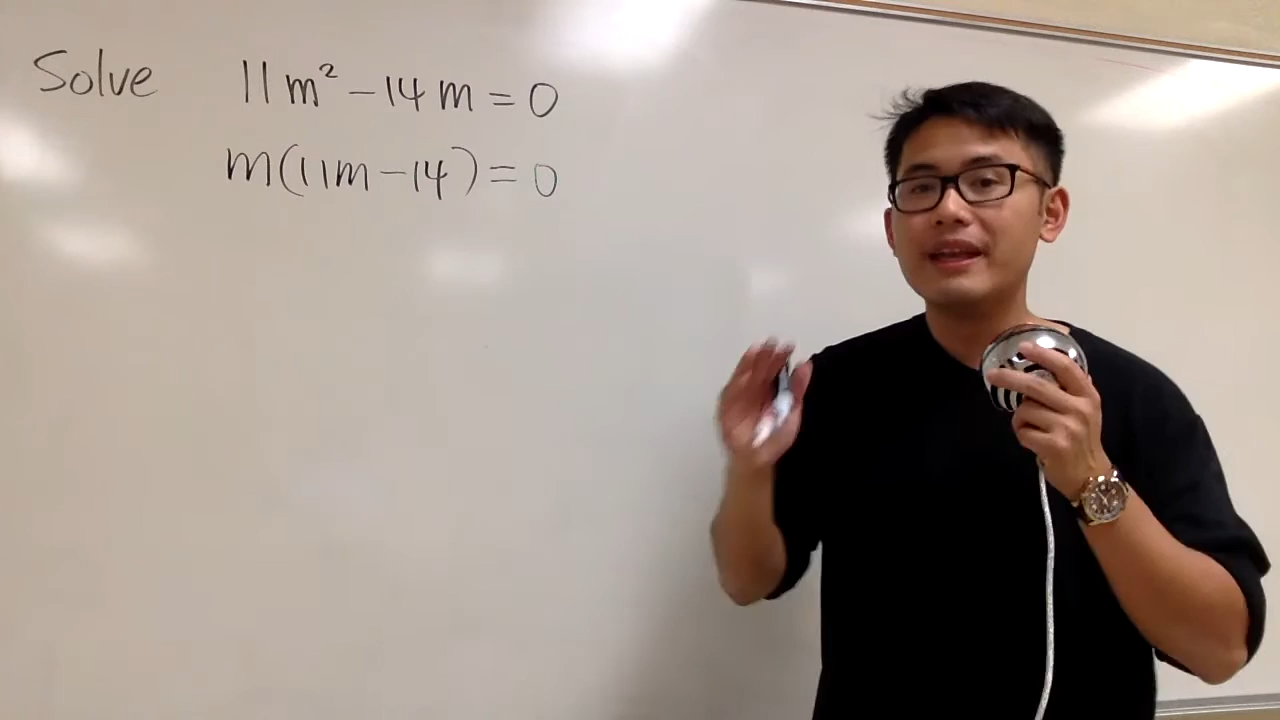 Solve 11m² - 14m = 0
m(11m - 14) = 0